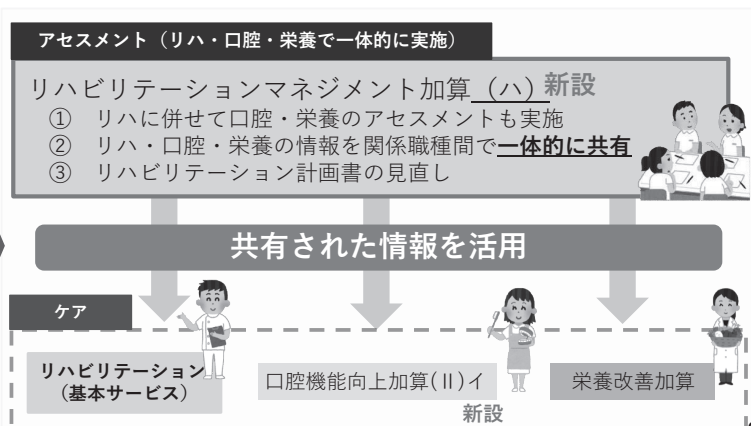 アセスメント（リハ・口腔・栄養で一体的に実施）
リハビリテーションマネジメント加算（ハ）新設
① リハに併せて口腔・栄養のアセスメントも実施
② リハ・口腔・栄養の情報を関係職種間で一体的に共有
③ リハビリテーション計画書の見直し
共有された情報を活用
ケア
リハビリテーション
（基本サービス）
口腔機能向上加算(Ⅱ)イ
新設
栄養改善加算